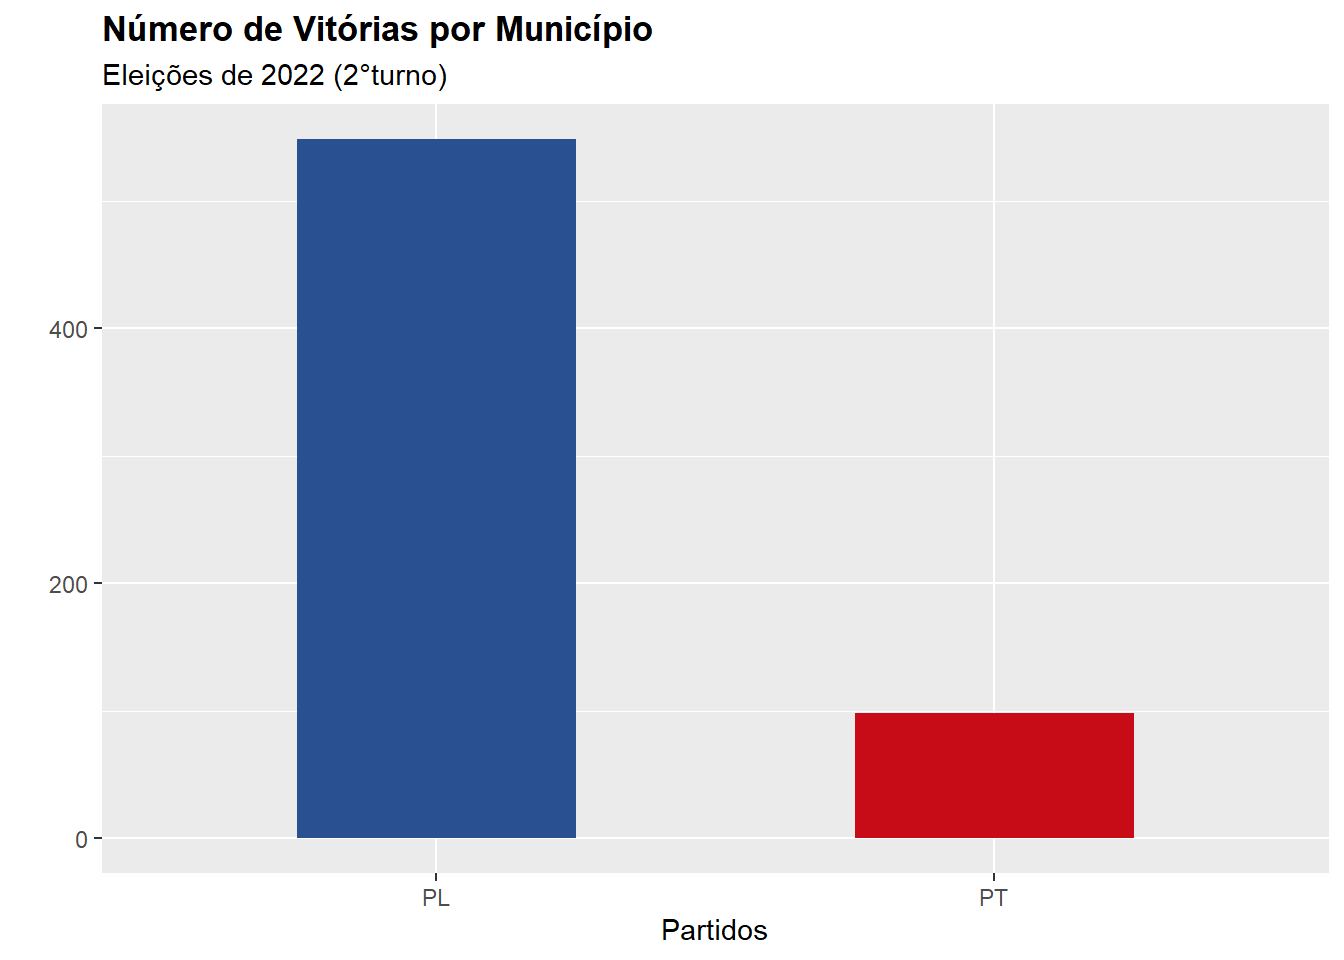 Número de Vitórias por Município
Eleições de 2022 (2°turno)
400
200
0
PL
PT
Partidos